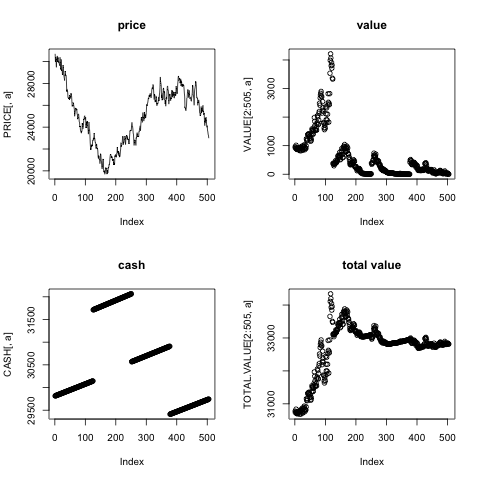 price
value
PRICE[, a]
20000 24000 28000
0 100 200 300 400 500
Index
VALUE[2:505, a]
0 1000 3000
0 100 200 300 400 500
Index
cash
total value
CASH[, a]
29500 30500 31500
0 100 200 300 400 500
Index
TOTAL.VALUE[2:505, a]
31000 33000
0 100 200 300 400 500
Index